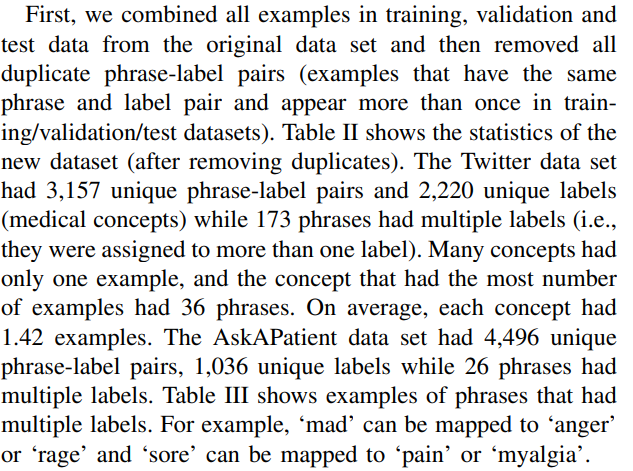 First, we combined all examples in training, validation and
test data from the original data set and then removed all
duplicate phrase-label pairs (examples that have the same
phrase and label pair and appear more than once in train-
ing/validation/test datasets). Table II shows the statistics of the
new dataset (after removing duplicates). The Twitter data set
had 3,157 unique phrase-label pairs and 2,220 unique labels
(medical concepts) while 173 phrases had multiple labels (i.e.,
they were assigned to more than one label). Many concepts had
only one example, and the concept that had the most number
of examples had 36 phrases. On average, each concept had
1.42 examples. The AskAPatient data set had 4,496 unique
phrase-label pairs, 1,036 unique labels while 26 phrases had
multiple labels. Table III shows examples of phrases that had
multiple labels. For example, ‘mad’ can be mapped to ‘anger’
or ‘rage’ and ‘sore’ can be mapped to ‘pain’ or ‘myalgia’.